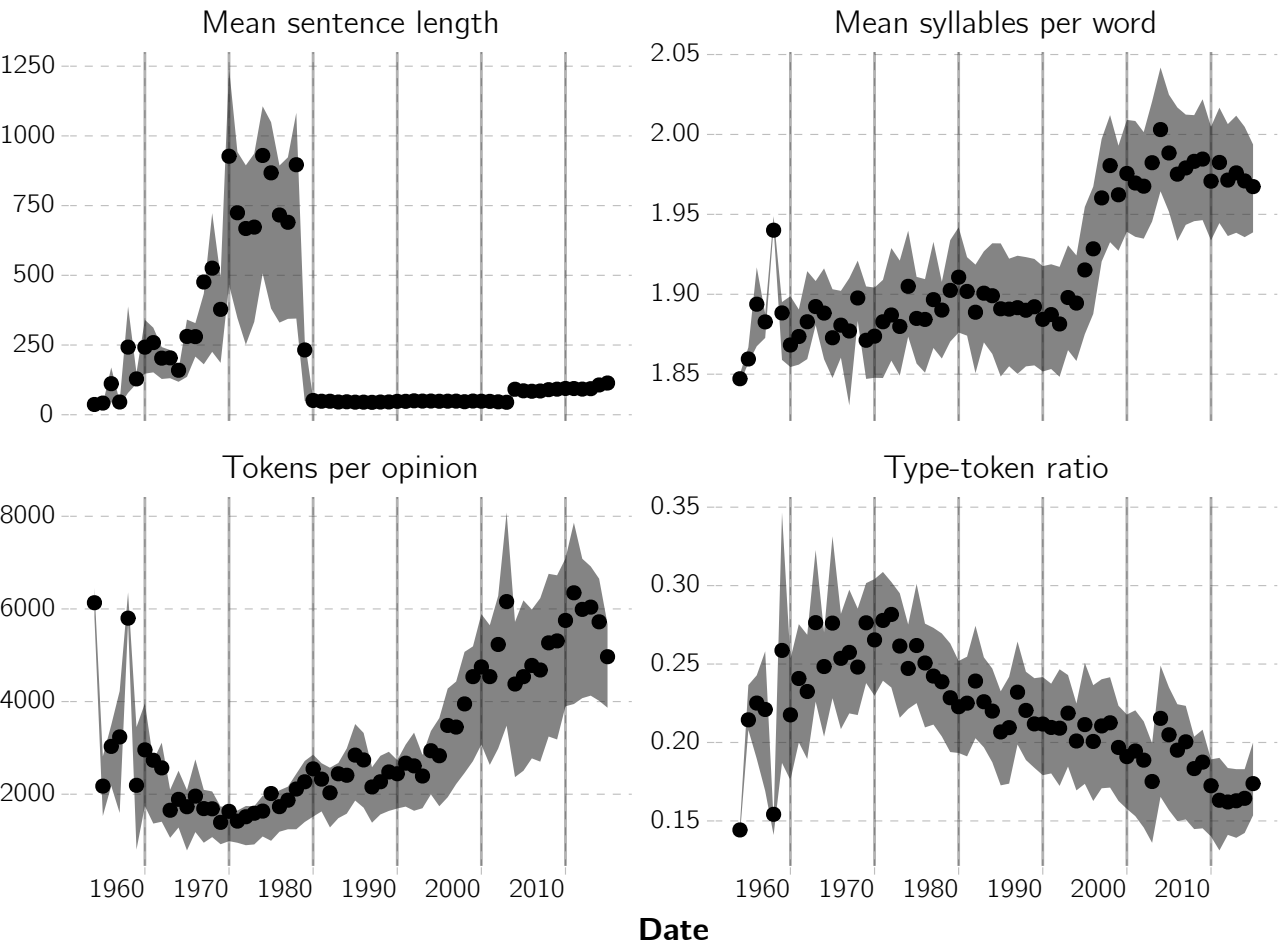 Mean sentence length
Mean syllables per word
1250
1000
750
500
250
0
2.05
2.00
1.95
1.90
1.85
Tokens per opinion
Type-token ratio
8000
6000
4000
2000
0.35
0.30
0.25
0.20
0.15
1960 1970 1980 1990 2000 2010
1960 1970 1980 1990 2000 2010
Date